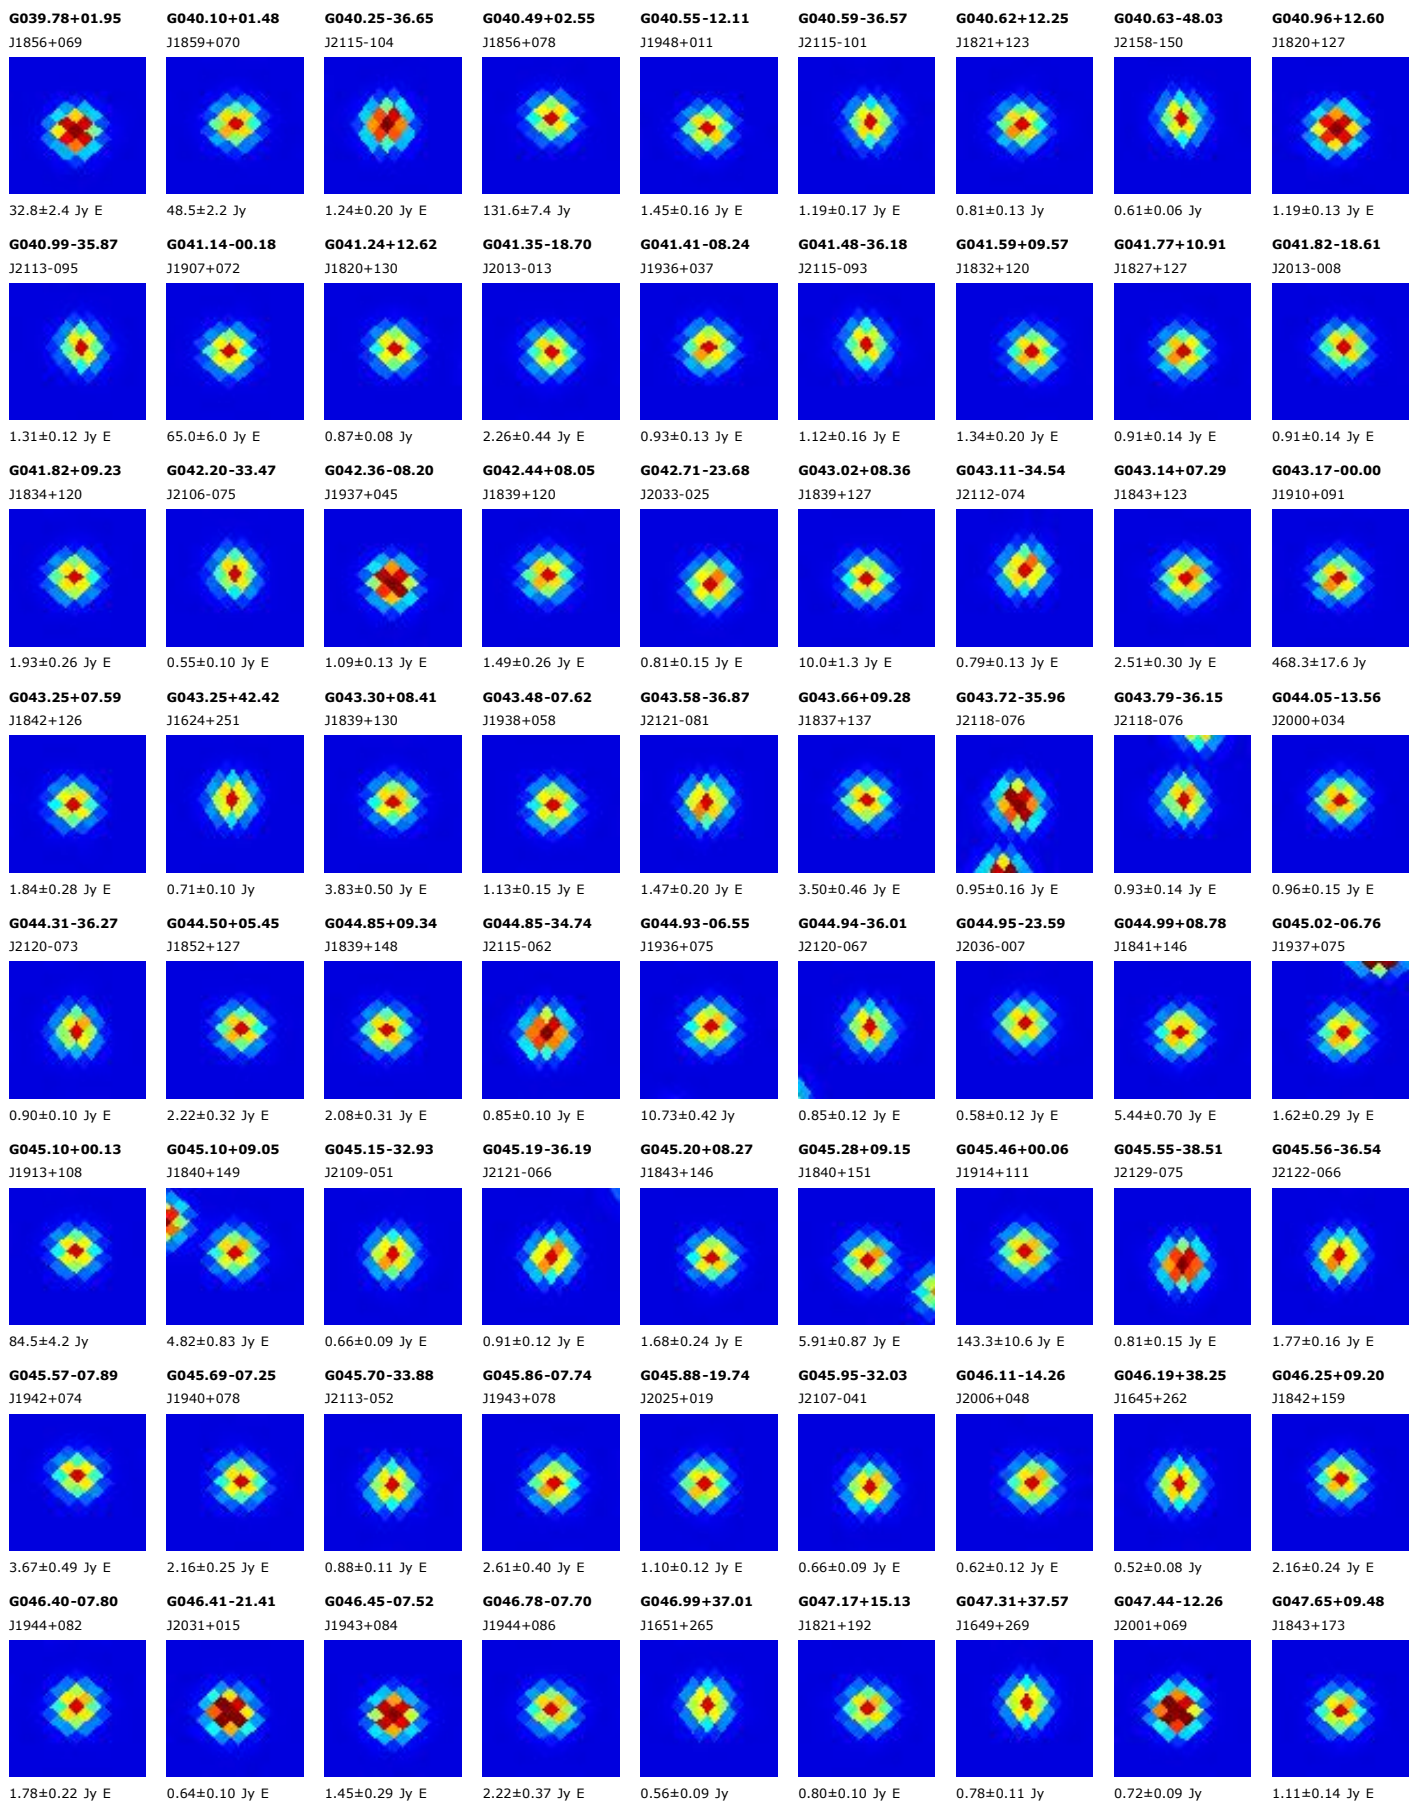 G039.78+01.95 G040.10+01.48 G040.25-36.65 G040.49+02.55 G040.55-12.11 G040.59-36.57 G040.62+12.25 G040.63-48.03 G040.96+12.60
J1856+069 J1859+070 J2115-104 J1856+078 J1948+011 J2115-101 J1821+123 J2158-150 J1820+127
32.8±2.4 Jy E 48.5±2.2 Jy 1.24±0.20 Jy E 131.6±7.4 Jy 1.45±0.16 Jy E 1.19±0.17 Jy E 0.81±0.13 Jy 0.61±0.06 Jy 1.19±0.13 Jy E
G040.99-35.87 G041.14-00.18 G041.24+12.62 G041.35-18.70 G041.41-08.24 G041.48-36.18 G041.59+09.57 G041.77+10.91 G041.82-18.61
J2113-095 J1907+072 J1820+130 J2013-013 J1936+037 J2115-093 J1832+120 J1827+127 J2013-008
1.31±0.12 Jy E 65.0±6.0 Jy E 0.87±0.08 Jy 2.26±0.44 Jy E 0.93±0.13 Jy E 1.12±0.16 Jy E 1.34±0.20 Jy E 0.91±0.14 Jy E 0.91±0.14 Jy E
G041.82+09.23 G042.20-33.47 G042.36-08.20 G042.44+08.05 G042.71-23.68 G043.02+08.36 G043.11-34.54 G043.14+07.29 G043.17-00.00
J1834+120 J2106-075 J1937+045 J1839+120 J2033-025 J1839+127 J2112-074 J1843+123 J1910+091
1.93±0.26 Jy E 0.55±0.10 Jy E 1.09±0.13 Jy E 1.49±0.26 Jy E 0.81±0.15 Jy E 10.0±1.3 Jy E 0.79±0.13 Jy E 2.51±0.30 Jy E 468.3±17.6 Jy
G043.25+07.59 G043.25+42.42 G043.30+08.41 G043.48-07.62 G043.58-36.87 G043.66+09.28 G043.72-35.96 G043.79-36.15 G044.05-13.56
J1842+126 J1624+251 J1839+130 J1938+058 J2121-081 J1837+137 J2118-076 J2118-076 J2000+034
1.84±0.28 Jy E 0.71±0.10 Jy 3.83±0.50 Jy E 1.13±0.15 Jy E 1.47±0.20 Jy E 3.50±0.46 Jy E 0.95±0.16 Jy E 0.93±0.14 Jy E 0.96±0.15 Jy E
G044.31-36.27 G044.50+05.45 G044.85+09.34 G044.85-34.74 G044.93-06.55 G044.94-36.01 G044.95-23.59 G044.99+08.78 G045.02-06.76
J2120-073 J1852+127 J1839+148 J2115-062 J1936+075 J2120-067 J2036-007 J1841+146 J1937+075
0.90±0.10 Jy E 2.22±0.32 Jy E 2.08±0.31 Jy E 0.85±0.10 Jy E 10.73±0.42 Jy 0.85±0.12 Jy E 0.58±0.12 Jy E 5.44±0.70 Jy E 1.62±0.29 Jy E
G045.10+00.13 G045.10+09.05 G045.15-32.93 G045.19-36.19 G045.20+08.27 G045.28+09.15 G045.46+00.06 G045.55-38.51 G045.56-36.54
J1913+108 J1840+149 J2109-051 J2121-066 J1843+146 J1840+151 J1914+111 J2129-075 J2122-066
84.5±4.2 Jy 4.82±0.83 Jy E 0.66±0.09 Jy E 0.91±0.12 Jy E 1.68±0.24 Jy E 5.91±0.87 Jy E 143.3±10.6 Jy E 0.81±0.15 Jy E 1.77±0.16 Jy E
G045.57-07.89 G045.69-07.25 G045.70-33.88 G045.86-07.74 G045.88-19.74 G045.95-32.03 G046.11-14.26 G046.19+38.25 G046.25+09.20
J1942+074 J1940+078 J2113-052 J1943+078 J2025+019 J2107-041 J2006+048 J1645+262 J1842+159
3.67±0.49 Jy E 2.16±0.25 Jy E 0.88±0.11 Jy E 2.61±0.40 Jy E 1.10±0.12 Jy E 0.66±0.09 Jy E 0.62±0.12 Jy E 0.52±0.08 Jy 2.16±0.24 Jy E
G046.40-07.80 G046.41-21.41 G046.45-07.52 G046.78-07.70 G046.99+37.01 G047.17+15.13 G047.31+37.57 G047.44-12.26 G047.65+09.48
J1944+082 J2031+015 J1943+084 J1944+086 J1651+265 J1821+192 J1649+269 J2001+069 J1843+173
1.78±0.22 Jy E 0.64±0.10 Jy E 1.45±0.29 Jy E 2.22±0.37 Jy E 0.56±0.09 Jy 0.80±0.10 Jy E 0.78±0.11 Jy 0.72±0.09 Jy 1.11±0.14 Jy E